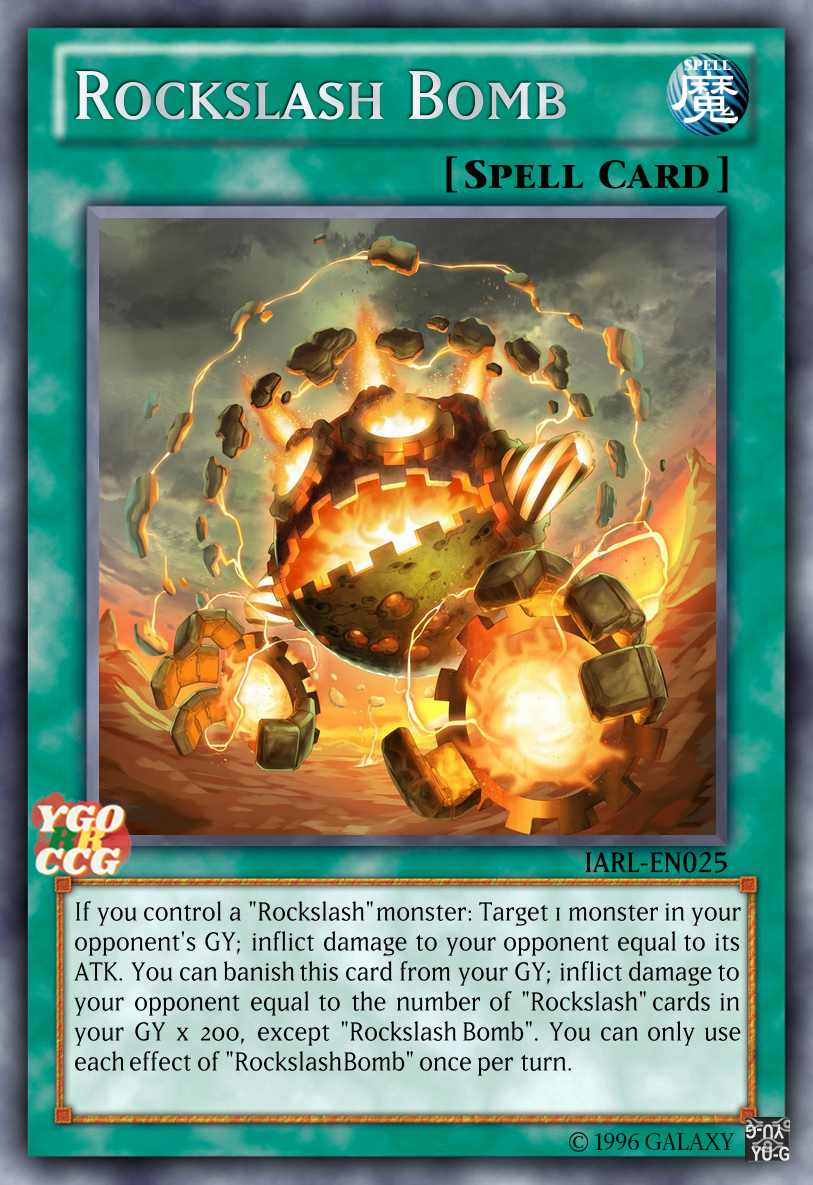 Rockslash Bomb
SPELL
魔
[Spell Card]
YGO
CCG
IARL-EN025
If you control a "Rockslash" monster: Target 1 monster in your
opponent's GY; inflict damage to your opponent equal to its
ATK. You can banish this card from your GY; inflict damage to
your opponent equal to the number of "Rockslash" cards in
your GY x 200, except "Rockslash Bomb". You can only use
each effect of "RockslashBomb" once per turn.
© 1996 GALAXY
YU-G
YU-G